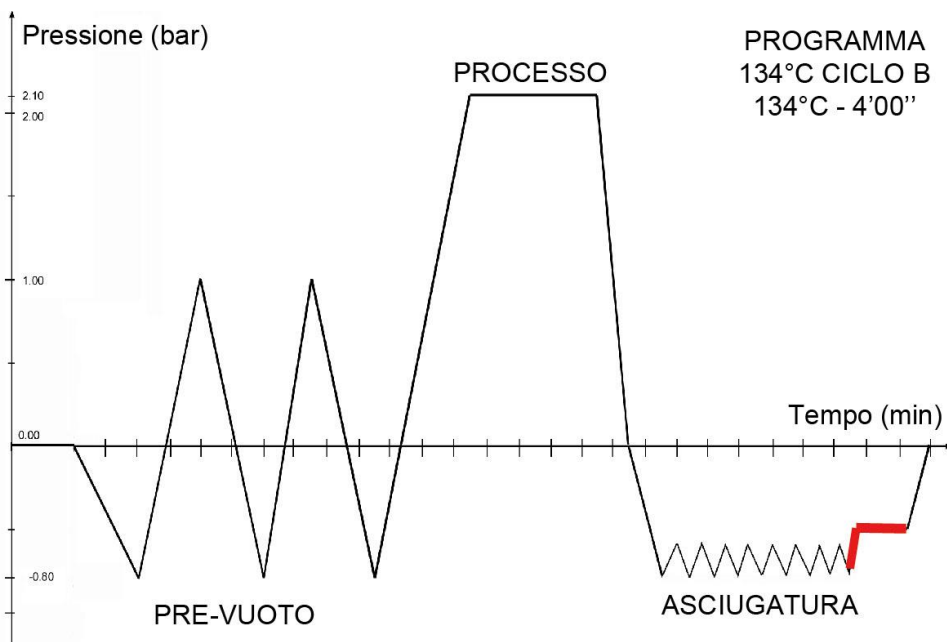 Pressione (bar)
PROGRAMMA
134°C CICLO B
134°C - 4’00’’
PROCESSO
2.10
2.00
1.00
0.00
Tempo (min)
-0.80
PRE-VUOTO
ASCIUGATURA